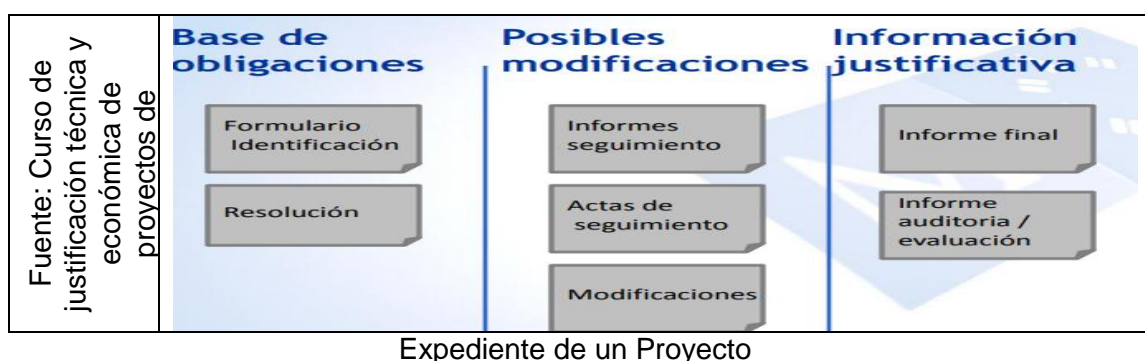 Fuente: Curso de
justificación técnica y
económica de
proyectos de
Base de
obligaciones
Formulario
Identificación
Resolución
Posibles
modificaciones
Informes
seguimiento
Actas de
seguimiento
Modificaciones
Información
justificativa
Informe final
Informe
auditoria /
evaluación
Expediente de un Proyecto